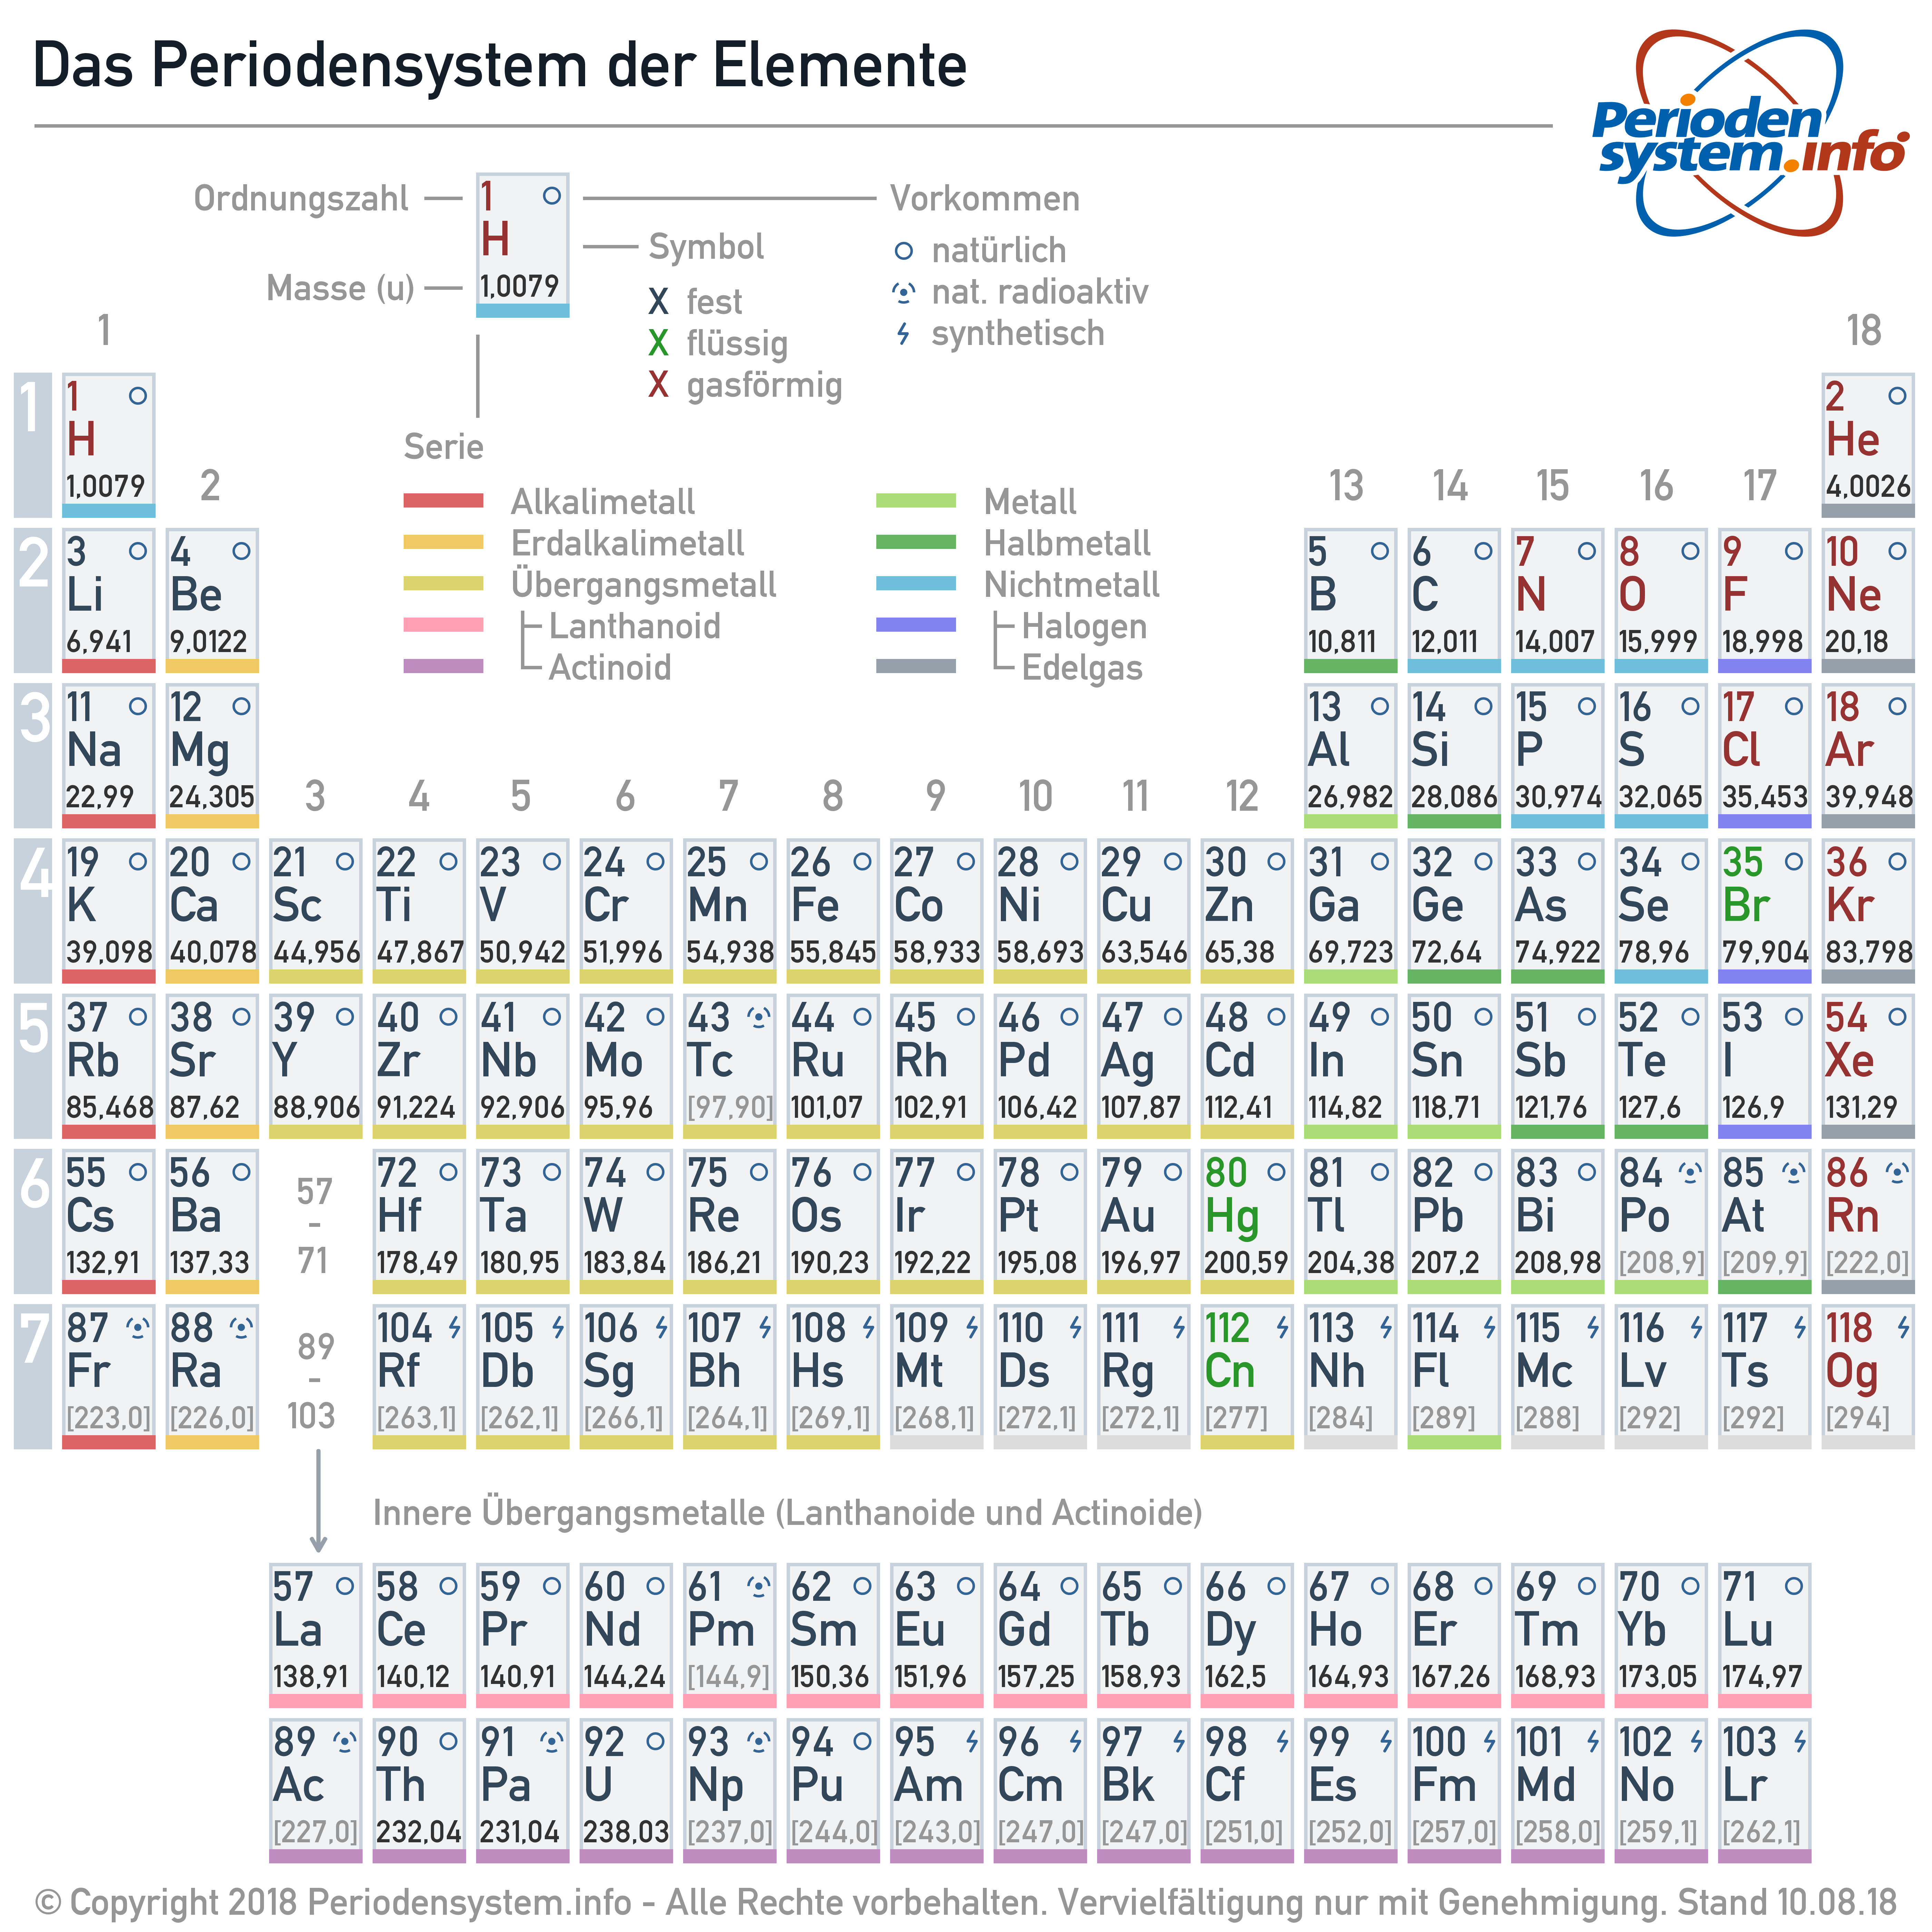 Das Periodensystem der Elemente
Perioden
system.info
Ordnungszahl
1
H
1,0079
Vorkommen
Symbol
natürlich
Masse (u)
X fest
nat. radioaktiv
X flüssig
synthetisch
X gasförmig
1 18
1
1 2
H He
1,0079 4,0026
Serie
2 13 14 15 16 17
Alkalimetall Metall
Erdalkalimetall Halbmetall
Übergangsmetall Nichtmetall
Lanthanoid Halogen
Actinoid Edelgas
2
3 4 5 6 7 8 9 10
Li Be B C N O F Ne
6,941 9,0122 10,811 12,011 14,007 15,999 18,998 20,18
3
11 12 13 14 15 16 17 18
Na Mg Al Si P S Cl Ar
22,99 24,305 26,982 28,086 30,974 32,065 35,453 39,948
3 4 5 6 7 8 9 10 11 12
4
19 20 21 22 23 24 25 26 27 28 29 30 31 32 33 34 35 36
K Ca Sc Ti V Cr Mn Fe Co Ni Cu Zn Ga Ge As Se Br Kr
39,098 40,078 44,956 47,867 50,942 51,996 54,938 55,845 58,933 58,693 63,546 65,38 69,723 72,64 74,922 78,96 79,904 83,798
5
37 38 39 40 41 42 43 44 45 46 47 48 49 50 51 52 53 54
Rb Sr Y Zr Nb Mo Tc Ru Rh Pd Ag Cd In Sn Sb Te I Xe
85,468 87,62 88,906 91,224 92,906 95,96 [97,90] 101,07 102,91 106,42 107,87 112,41 114,82 118,71 121,76 127,6 126,9 131,29
6
55 56 57 - 71 72 73 74 75 76 77 78 79 80 81 82 83 84 85 86
Cs Ba Hf Ta W Re Os Ir Pt Au Hg Tl Pb Bi Po At Rn
132,91 137,33 178,49 180,95 183,84 186,21 190,23 192,22 195,08 196,97 200,59 204,38 207,2 208,98 [208,9] [209,9] [222,0]
7
87 88 89 - 103 104 105 106 107 108 109 110 111 112 113 114 115 116 117 118
Fr Ra Rf Db Sg Bh Hs Mt Ds Rg Cn Nh Fl Mc Lv Ts Og
[223,0] [226,0] [263,1] [262,1] [266,1] [264,1] [269,1] [268,1] [272,1] [272,1] [277] [284] [289] [288] [292] [292] [294]
Innere Übergangsmetalle (Lanthanoide und Actinoide)
57 58 59 60 61 62 63 64 65 66 67 68 69 70 71
La Ce Pr Nd Pm Sm Eu Gd Tb Dy Ho Er Tm Yb Lu
138,91 140,12 140,91 144,24 [144,9] 150,36 151,96 157,25 158,93 162,5 164,93 167,26 168,93 173,05 174,97
89 90 91 92 93 94 95 96 97 98 99 100 101 102 103
Ac Th Pa U Np Pu Am Cm Bk Cf Es Fm Md No Lr
[227,0] 232,04 231,04 238,03 [237,0] [244,0] [243,0] [247,0] [247,0] [251,0] [252,0] [257,0] [258,0] [259,1] [262,1]
© Copyright 2018 Periodensystem.info - Alle Rechte vorbehalten. Vervielfältigung nur mit Genehmigung. Stand 10.08.18